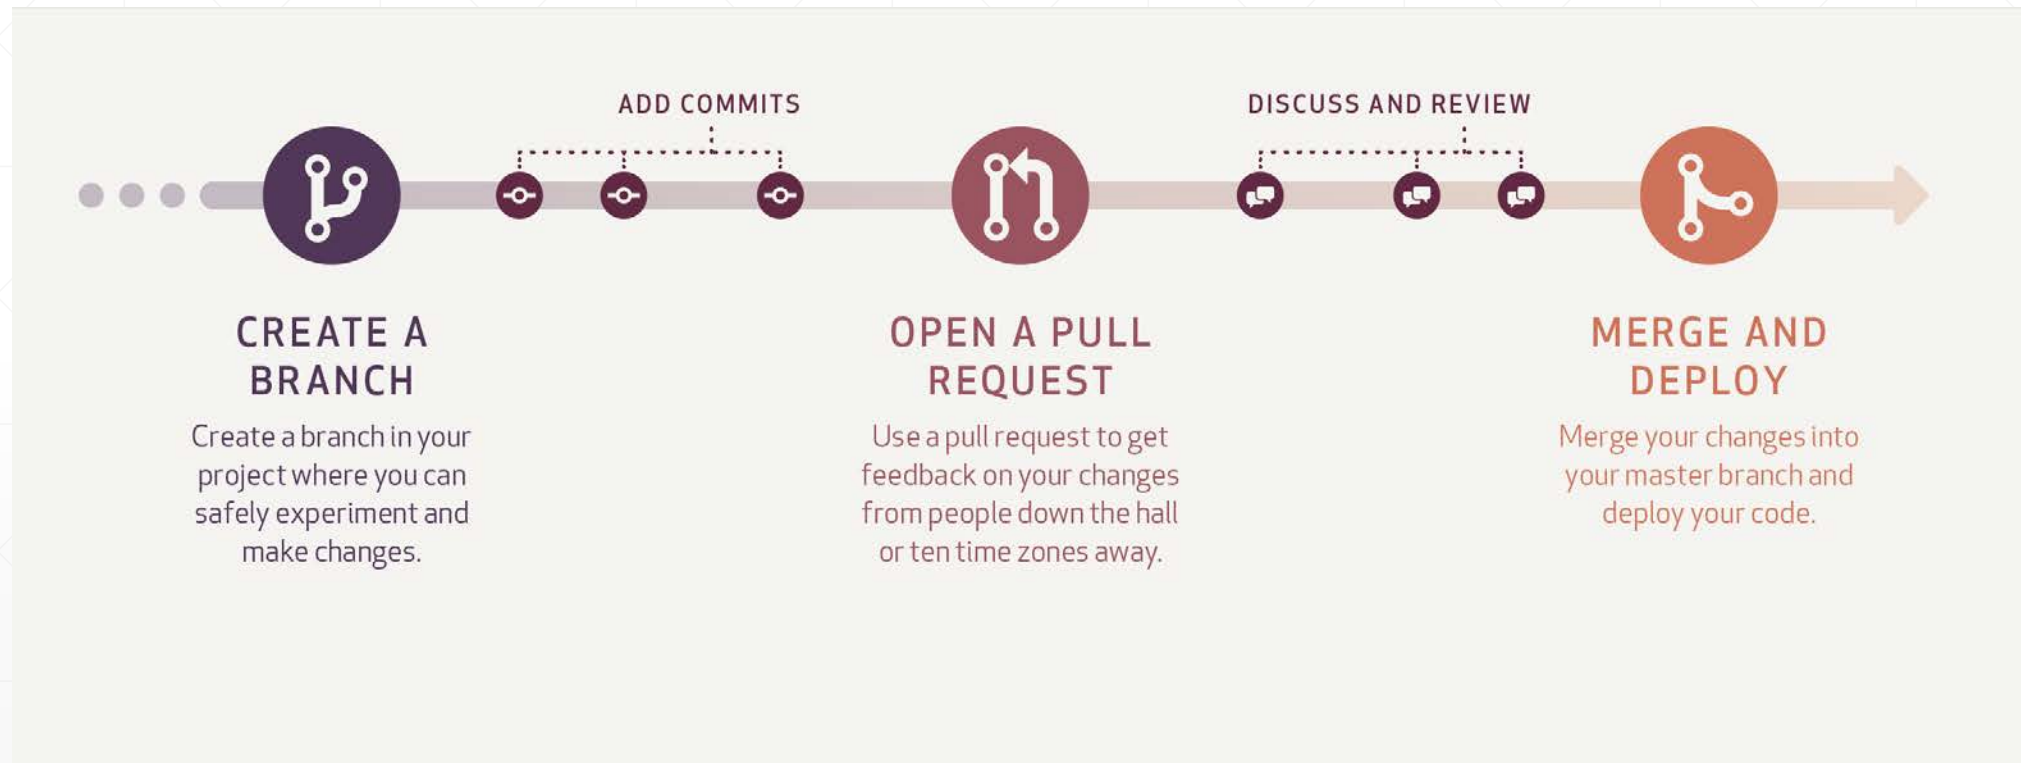 ADD COMMITS
DISCUSS AND REVIEW
CREATE A
BRANCH
Create a branch in your
project where you can
safely experiment and
make changes.
OPEN A PULL
REQUEST
Use a pull request to get
feedback on your changes
from people down the hall
or ten time zones away.
MERGE AND
DEPLOY
Merge your changes into
your master branch and
deploy your code.